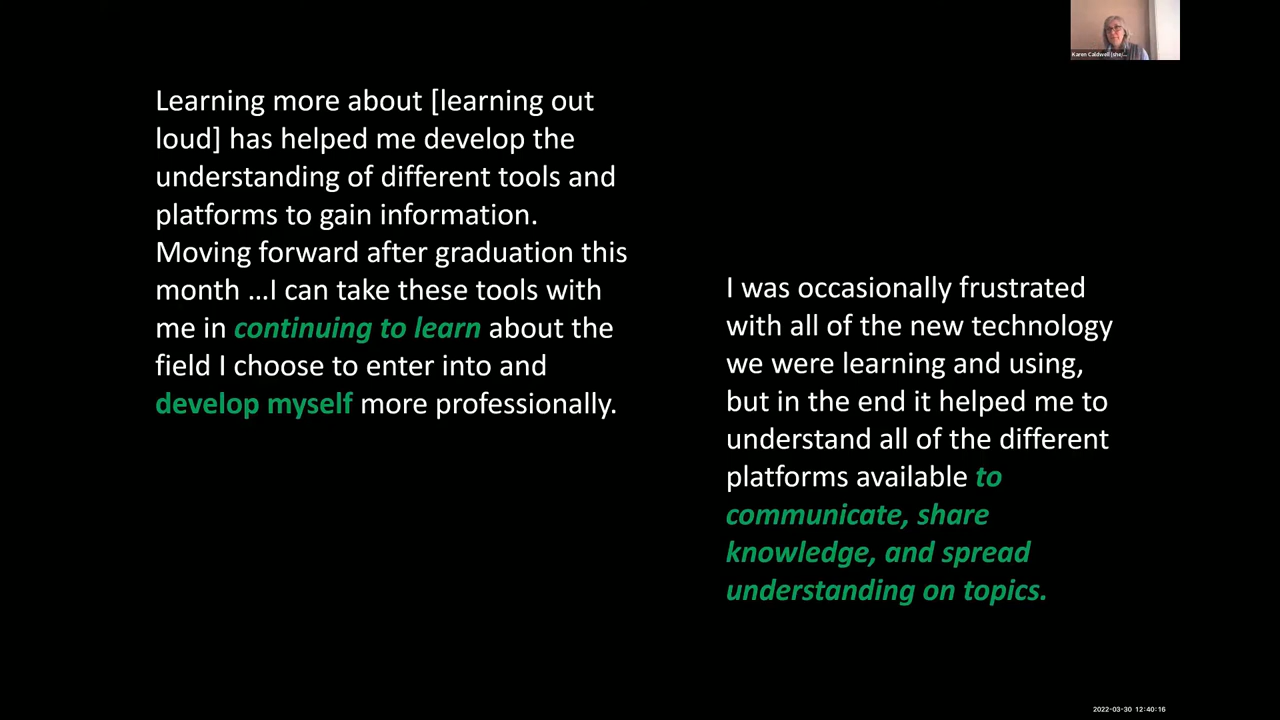 Karen Caldwell (she/...
Learning more about [learning out
loud] has helped me develop the
understanding of different tools and
platforms to gain information.
Moving forward after graduation this
month ...I can take these tools with
me in continuing to learn about the
field I choose to enter into and
develop myself more professionally.
I was occasionally frustrated
with all of the new technology
we were learning and using,
but in the end it helped me to
understand all of the different
platforms available to
communicate, share
knowledge, and spread
understanding on topics.
2022-03-30 12:40:16